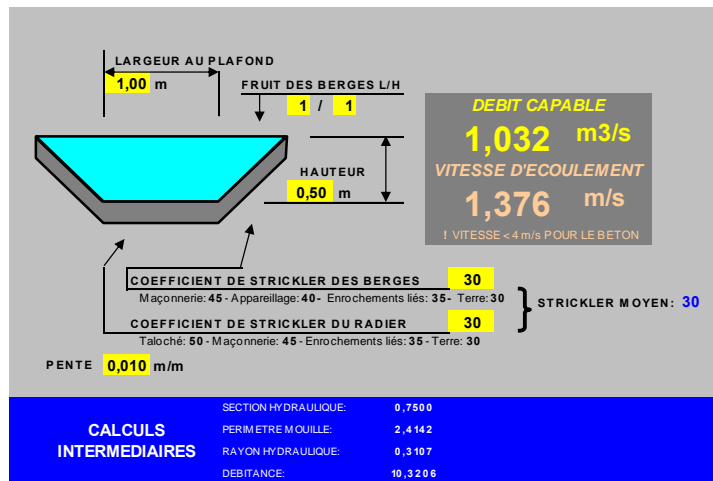 LARGEUR AU PLAFOND
1,00 m
FRUIT DES BERGES L/H
1 / 1
DEBIT CAPABLE
1,032 m3/s
VITESSE D'ECOULEMENT
1,376 m/s
! VITESSE < 4 m/s POUR LE BETON
HAUTEUR
0,50 m
COEFFICIENT DE STRICKLER DES BERGES 30
Maçonnerie: 45 - Appareillage: 40- Enrochements liés: 35- Terre: 30
STRICKLER MOYEN: 30
COEFFICIENT DE STRICKLER DU RADIER 30
Taloché: 50 - Maçonnerie: 45 - Enrochements liés: 35 - Terre: 30
PENTE 0,010 m/m
CALCULS INTERMEDIAIRES
SECTION HYDRAULIQUE: 0,7500
PERIMETRE MOUILLE: 2,4142
RAYON HYDRAULIQUE: 0,3107
DEBITANCE: 10,3206